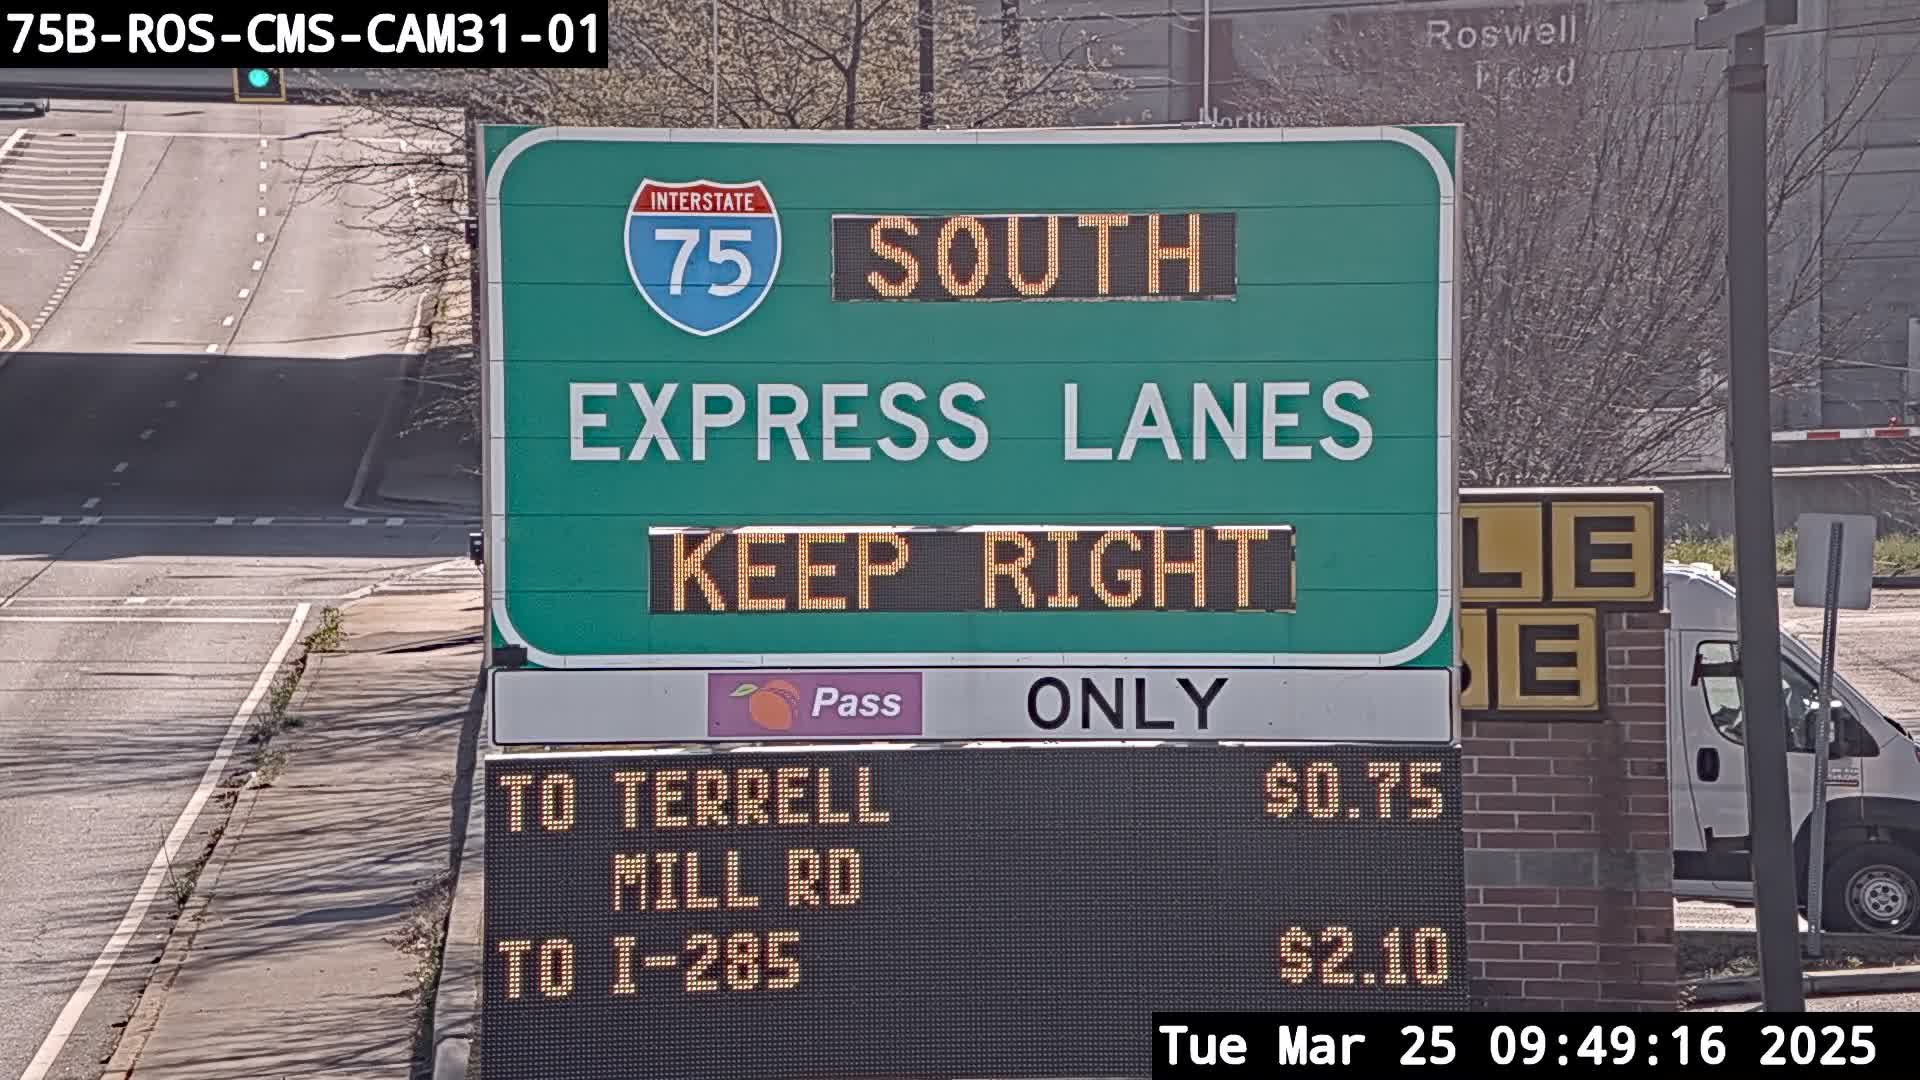 75B-ROS-CMS-CAM31-01
Roswell
Road
INTERSTATE
75
SOUTH
EXPRESS LANES
KEEP RIGHT
Pass
ONLY
TO TERRELL $0.75
MILL RD
TO I-285 $2.10
LE
E
Tue Mar 25 09:49:16 2025